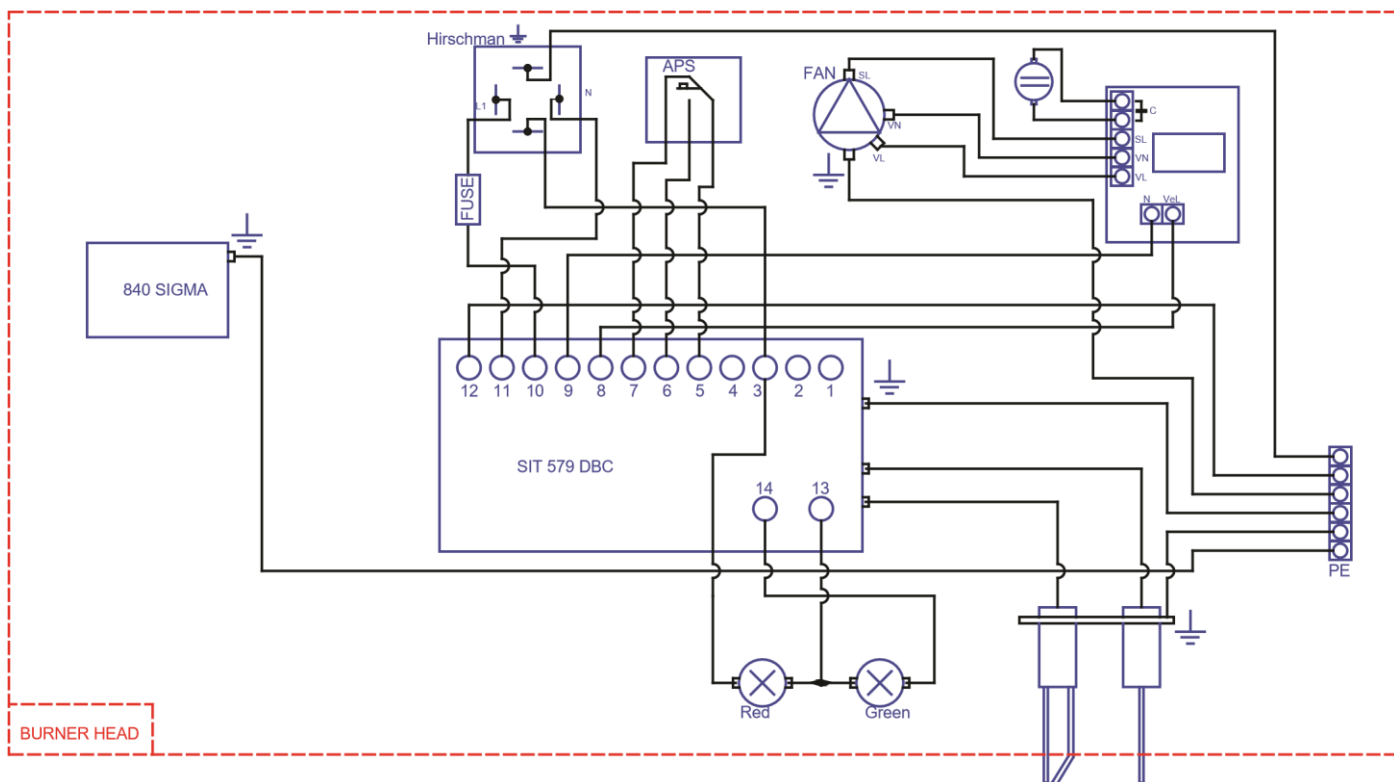 Hirschman
L1
N
APS
FAN
SL
VN
VL
C
SL
VN
VL
N VeL
FUSE
840 SIGMA
12 11 10 9 8 7 6 5 4 3 2 1
SIT 579 DBC
14 13
PE
Red
Green
BURNER HEAD